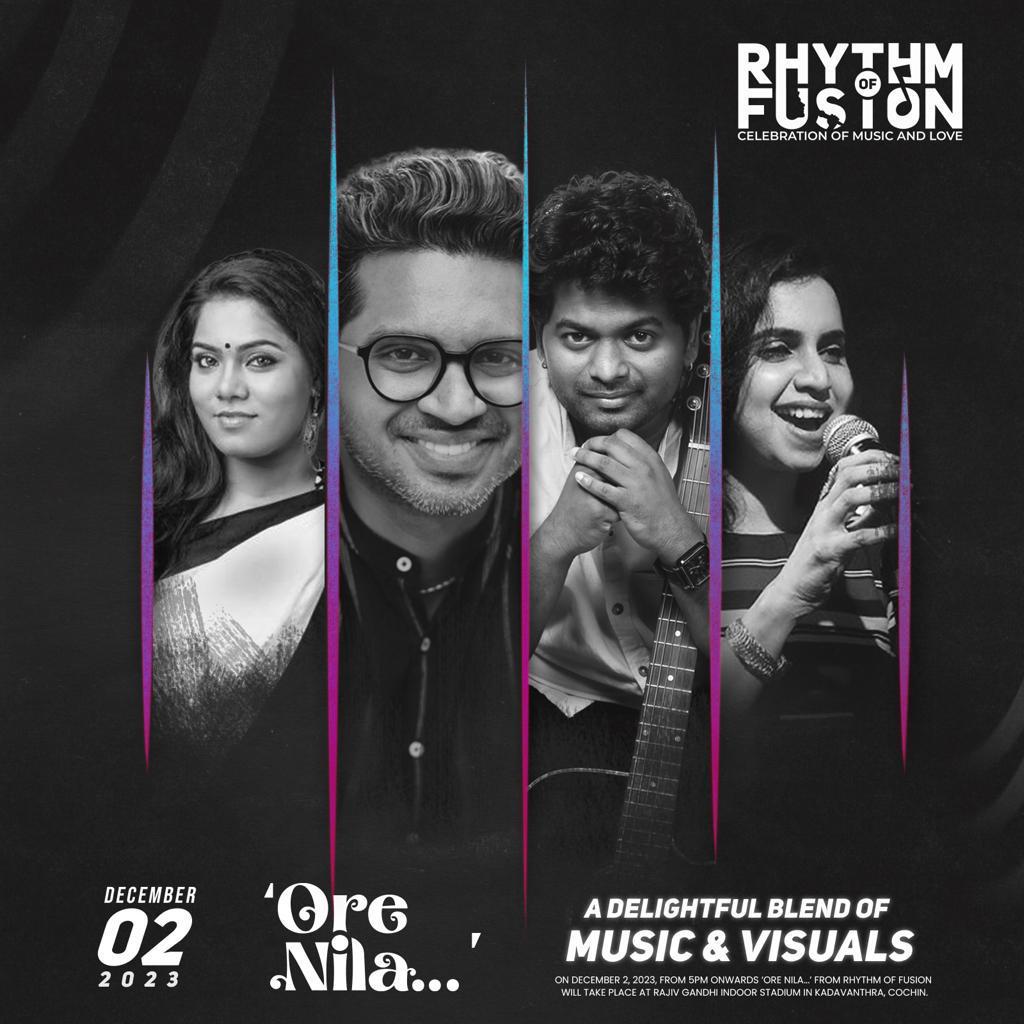 RHYTHM
OF
FUSION
CELEBRATION OF MUSIC AND LOVE
DECEMBER
02
2023
‘Ore
Nila...’
A DELIGHTFUL BLEND OF
MUSIC & VISUALS
ON DECEMBER 2, 2023, FROM 5PM ONWARDS ‘ORE NILA...’ FROM RHYTHM OF FUSION
WILL TAKE PLACE AT RAJIV GANDHI INDOOR STADIUM IN KADAVANTHRA, COCHIN.